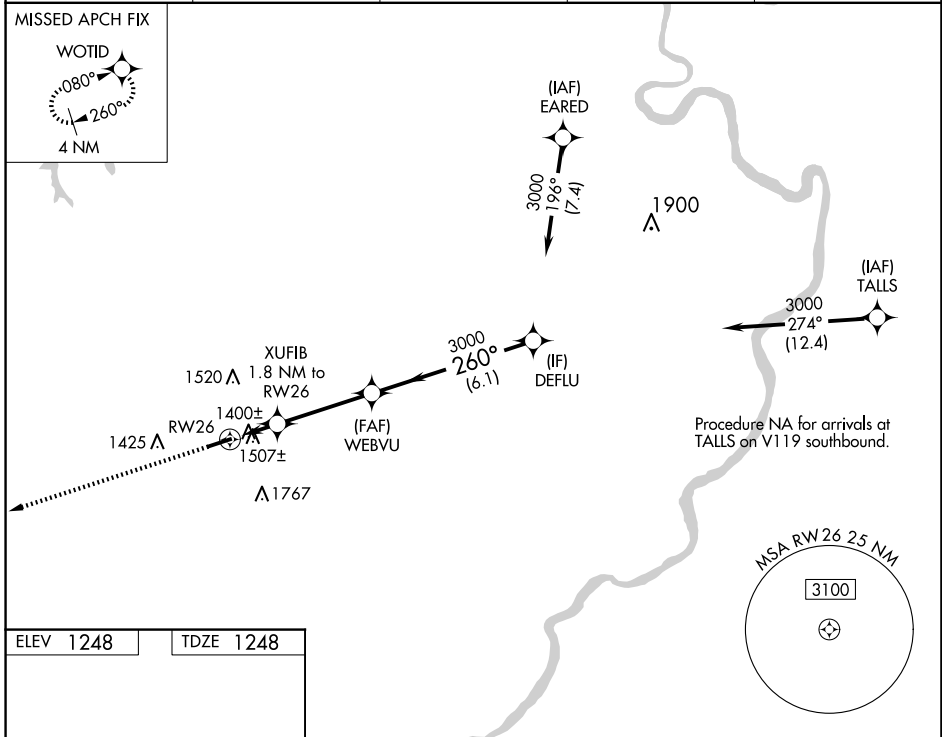 MISSED APCH FIX
WOTID
080°
260°
4 NM
(IAF)
EARED
3000
196°
(7.4)
1900
(IAF)
TALLS
3000
274°
(12.4)
3000
260°
(6.1)
(IF)
DEFLU
XUFIB
1.8 NM to
RW26
1520
1400±
RW26
1425
1507±
(FAF)
WEBVU
1767
Procedure NA for arrivals at
TALLS on V119 southbound.
MSA RW26 25 NM
3100
ELEV 1248
TDZE 1248